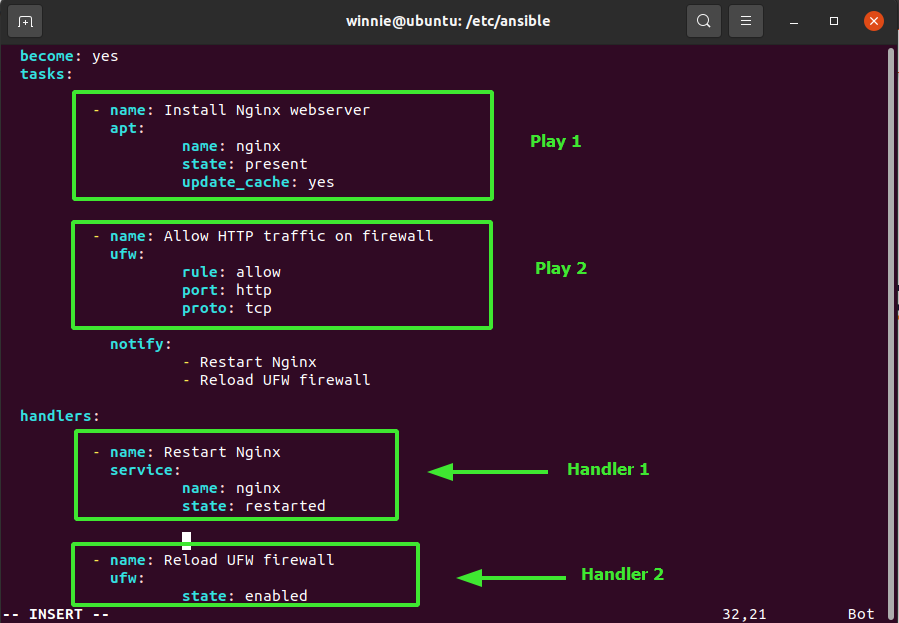 winnie@ubuntu: /etc/ansible
become: yes
tasks:
- name: Install Nginx webserver
apt:
name: nginx
state: present
update_cache: yes
Play 1
- name: Allow HTTP traffic on firewall
ufw:
rule: allow
port: http
proto: tcp
Play 2
notify:
- Restart Nginx
- Reload UFW firewall
handlers:
- name: Restart Nginx
service:
name: nginx
state: restarted
Handler 1
- name: Reload UFW firewall
ufw:
state: enabled
Handler 2
-- INSERT -- 32,21 Bot